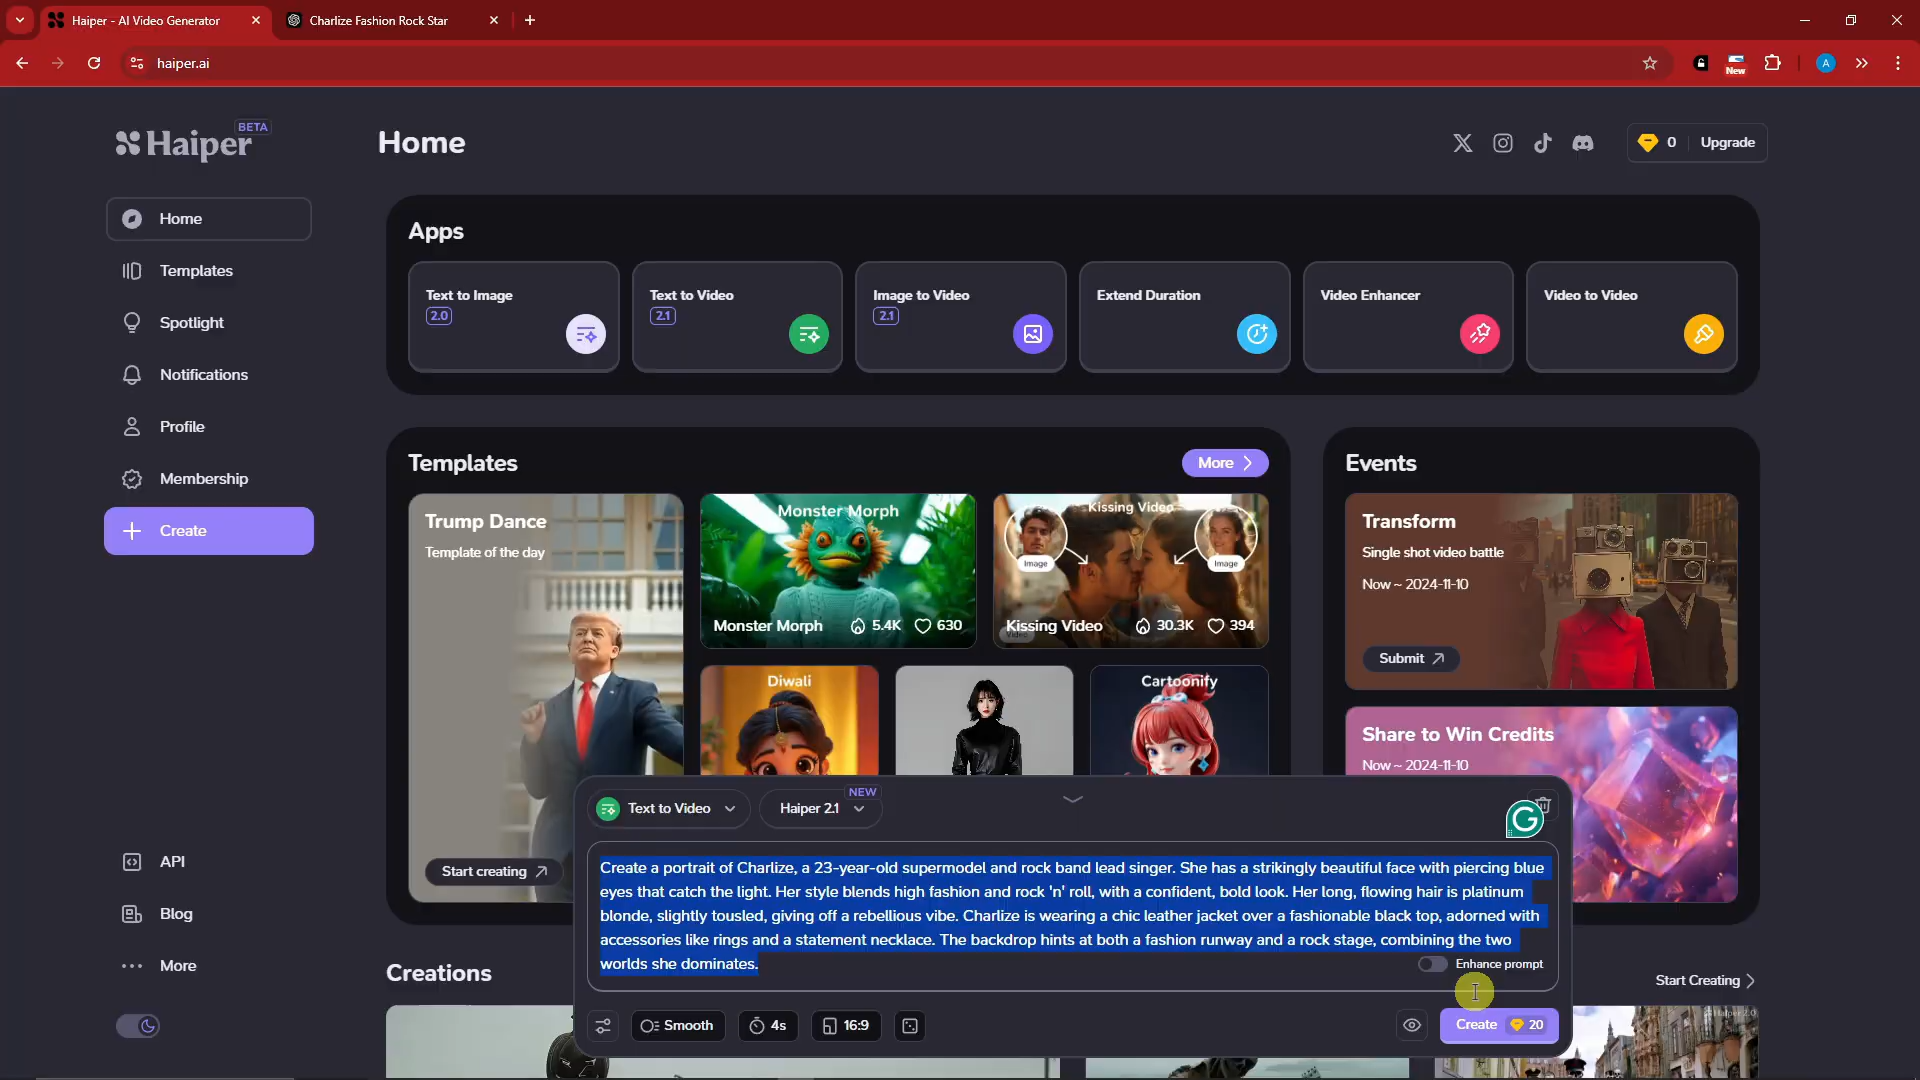 Haiper - AI Video Generator
Charlize Fashion Rock Star
haiper.ai
New
A
Haiper
BETA
Home
0
Upgrade
Home
Templates
Spotlight
Notifications
Profile
Membership
Create
API
Blog
More
Apps
Text to Image
2.0
Text to Video
2.1
Image to Video
2.1
Extend Duration
Video Enhancer
Video to Video
Templates
More
Trump Dance
Template of the day
Start creating
Monster Morph
Monster Morph
5.4K
630
Kissing Video
Image
Image
Kissing Video
30.3K
394
Diwali
Cartoonify
Events
Transform
Single shot video battle
Now ~ 2024-11-10
Submit
Share to Win Credits
Now ~ 2024-11-10
Text to Video
Haiper 2.1
NEW
Create a portrait of Charlize, a 23-year-old supermodel and rock band lead singer. She has a strikingly beautiful face with piercing blue
eyes that catch the light. Her style blends high fashion and rock 'n' roll, with a confident, bold look. Her long, flowing hair is platinum
blonde, slightly tousled, giving off a rebellious vibe. Charlize is wearing a chic leather jacket over a fashionable black top, adorned with
accessories like rings and a statement necklace. The backdrop hints at both a fashion runway and a rock stage, combining the two
worlds she dominates.
Enhance prompt
Smooth
4s
16:9
Create
20
Creations
Start Creating
Haiper 2.0